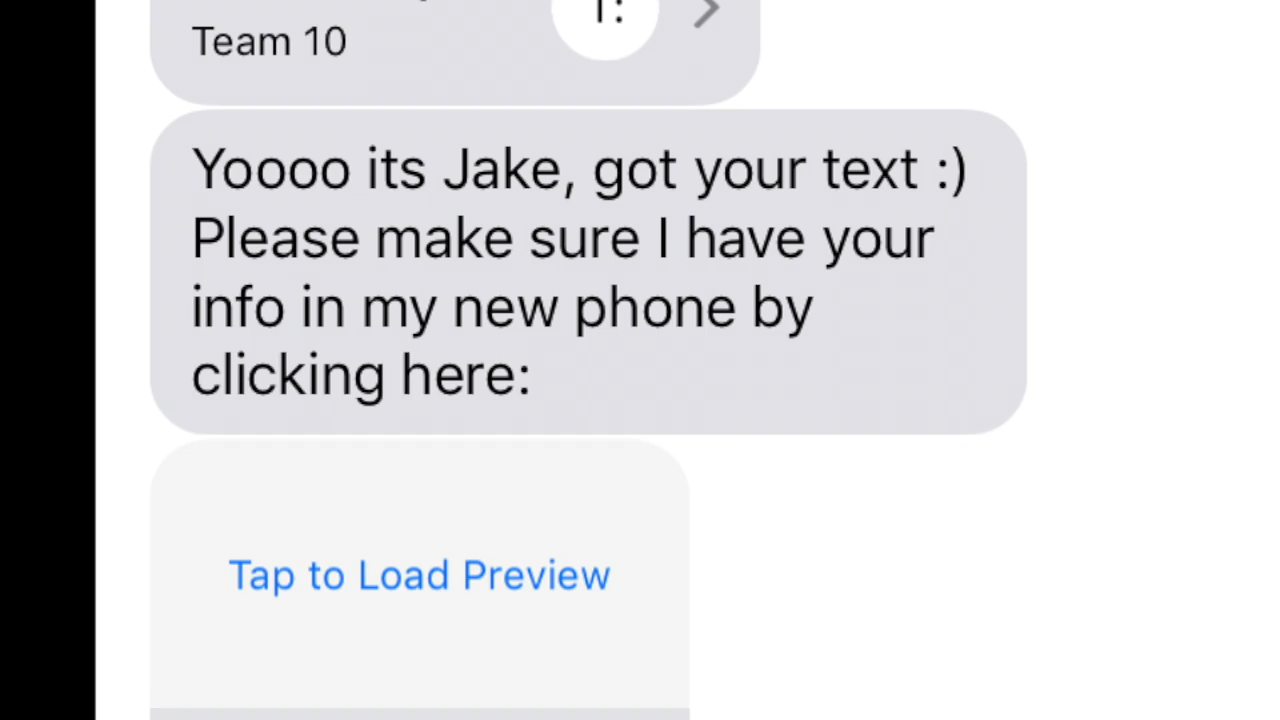 Team 10
Yoooo its Jake, got your text :)
Please make sure I have your
info in my new phone by
clicking here:
Tap to Load Preview